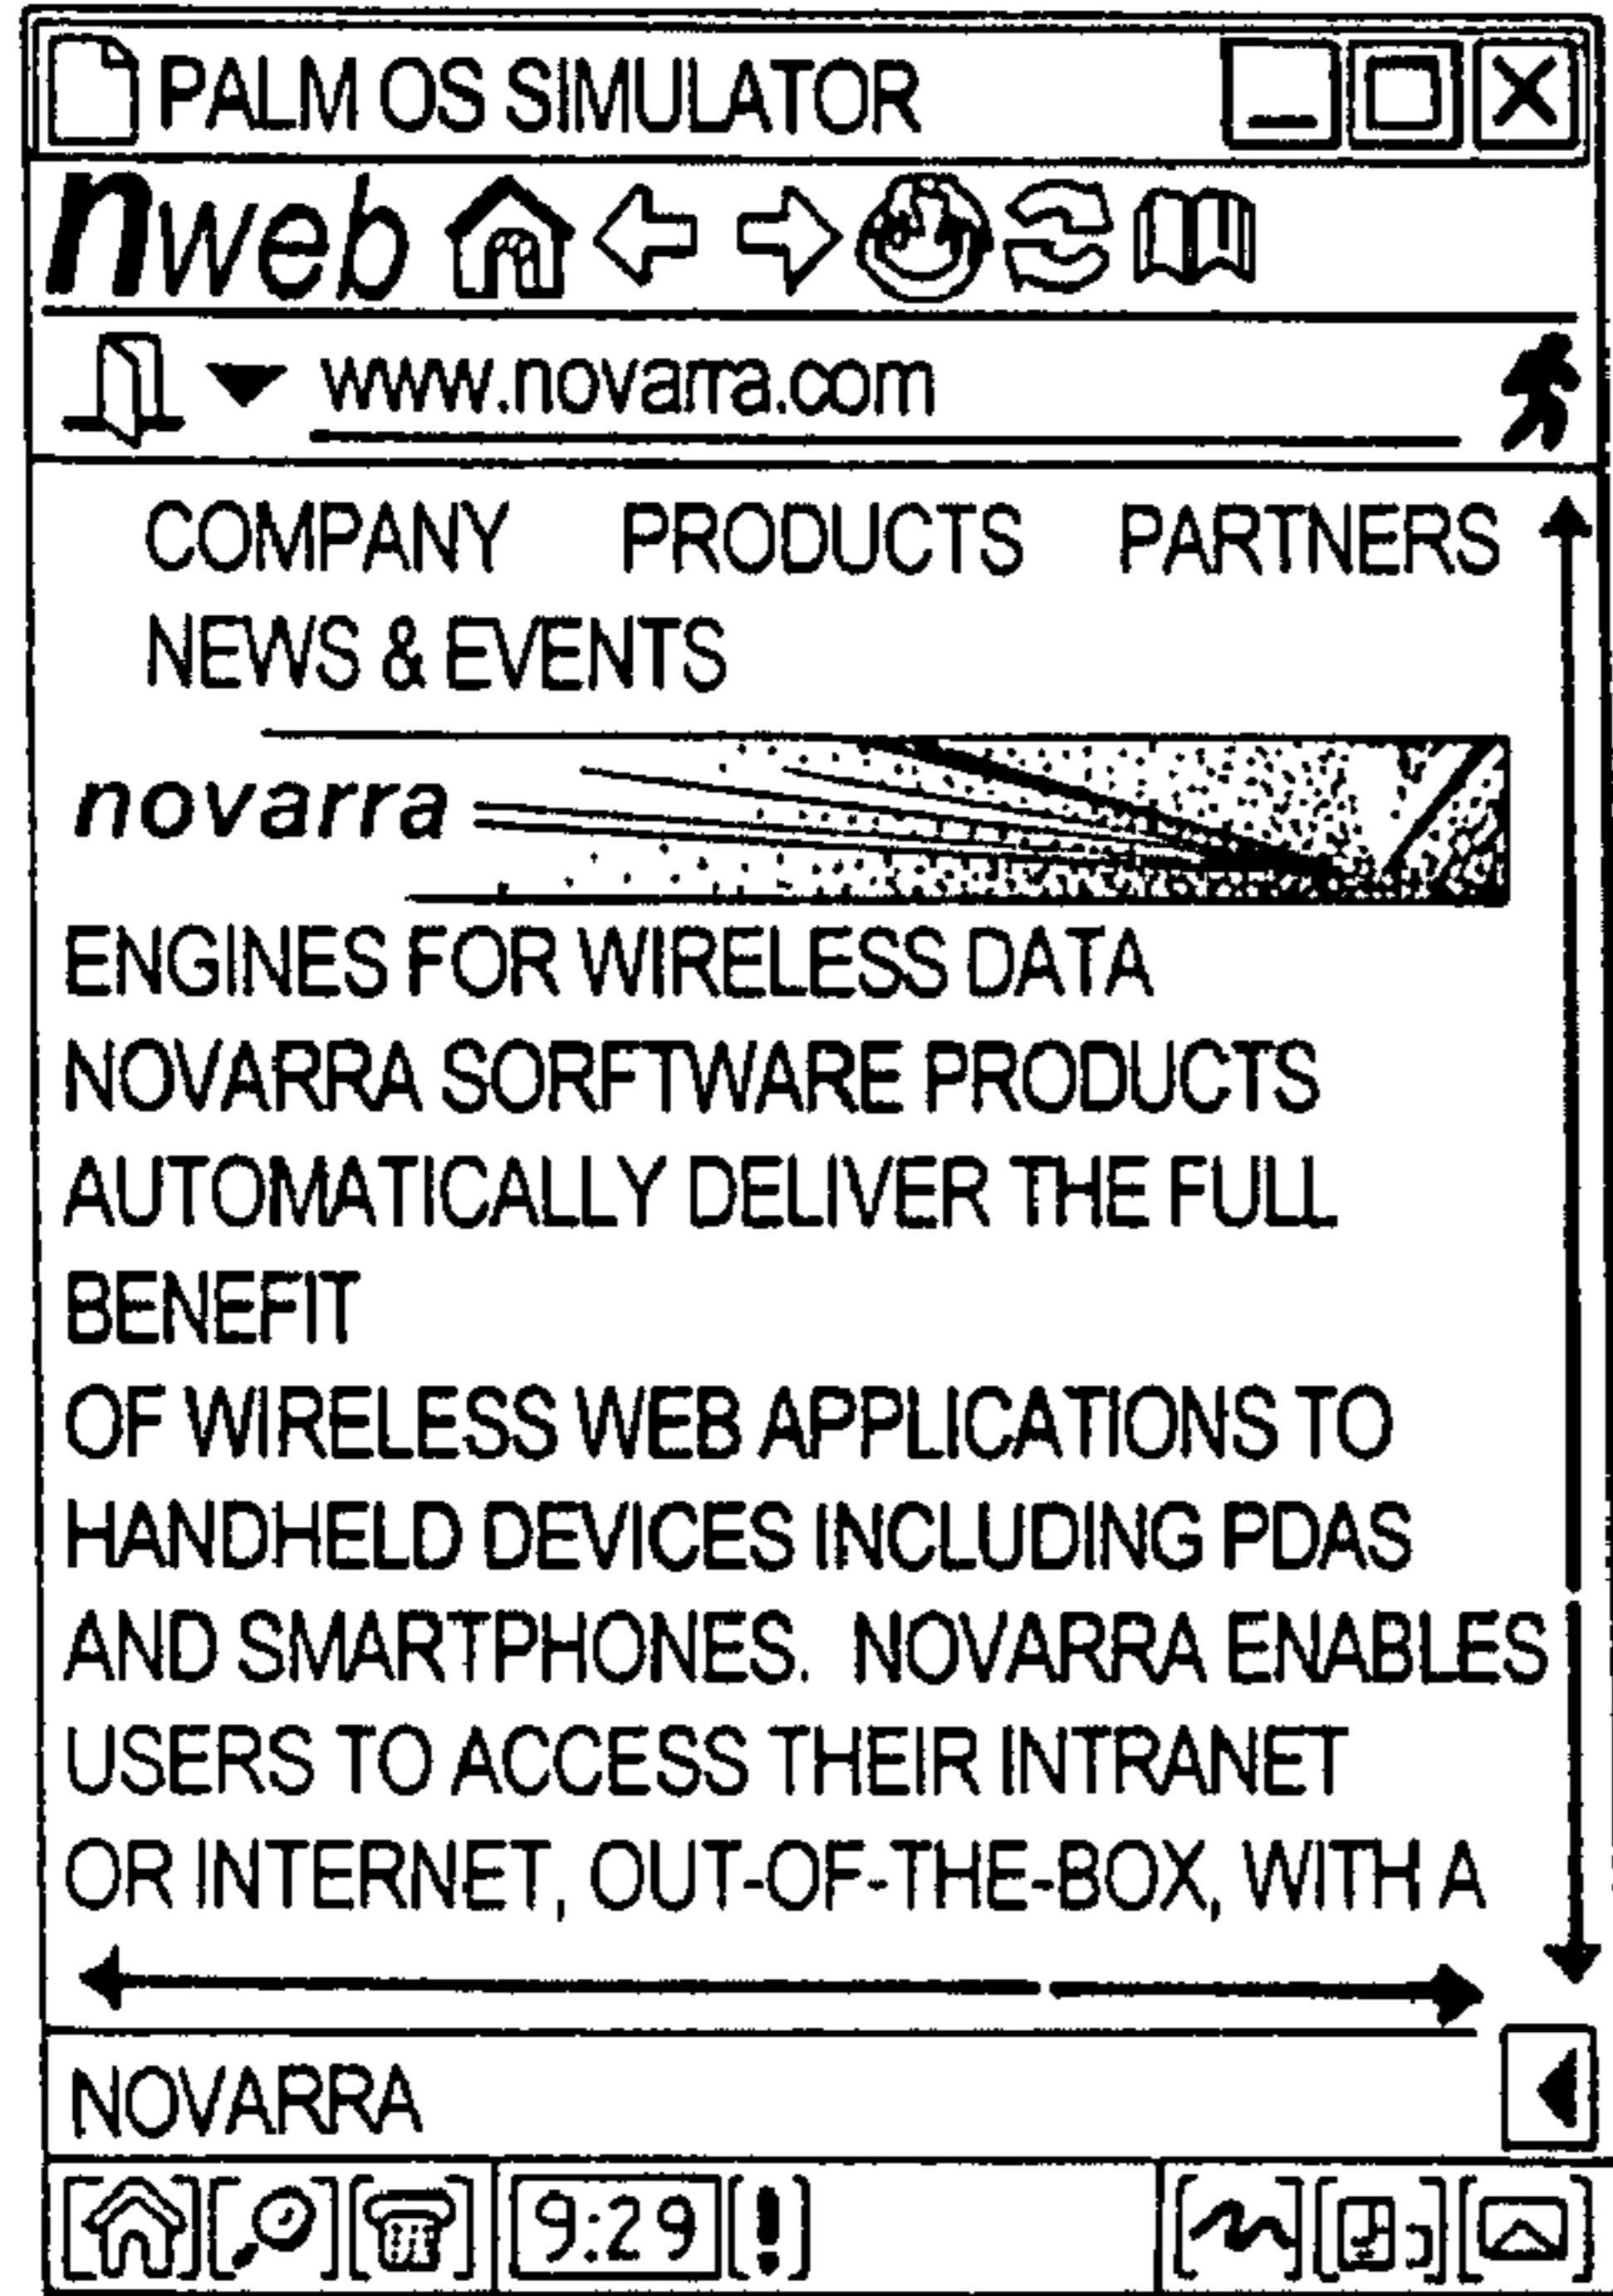 PALM OS SIMULATOR
nweb
www.novarra.com
COMPANY PRODUCTS PARTNERS
NEWS & EVENTS
novarra
ENGINES FOR WIRELESS DATA
NOVARRA SORFTWARE PRODUCTS
AUTOMATICALLY DELIVER THE FULL
BENEFIT
OF WIRELESS WEB APPLICATIONS TO
HANDHELD DEVICES INCLUDING PDAS
AND SMARTPHONES. NOVARRA ENABLES
USERS TO ACCESS THEIR INTRANET
OR INTERNET, OUT-OF-THE-BOX, WITH A
NOVARRA
9:29 !